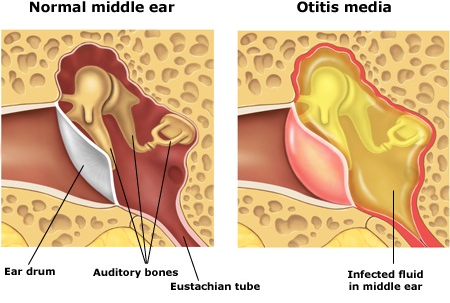 Normal middle ear
Otitis media
Ear drum
Auditory bones
Eustachian tube
Infected fluid
in middle ear